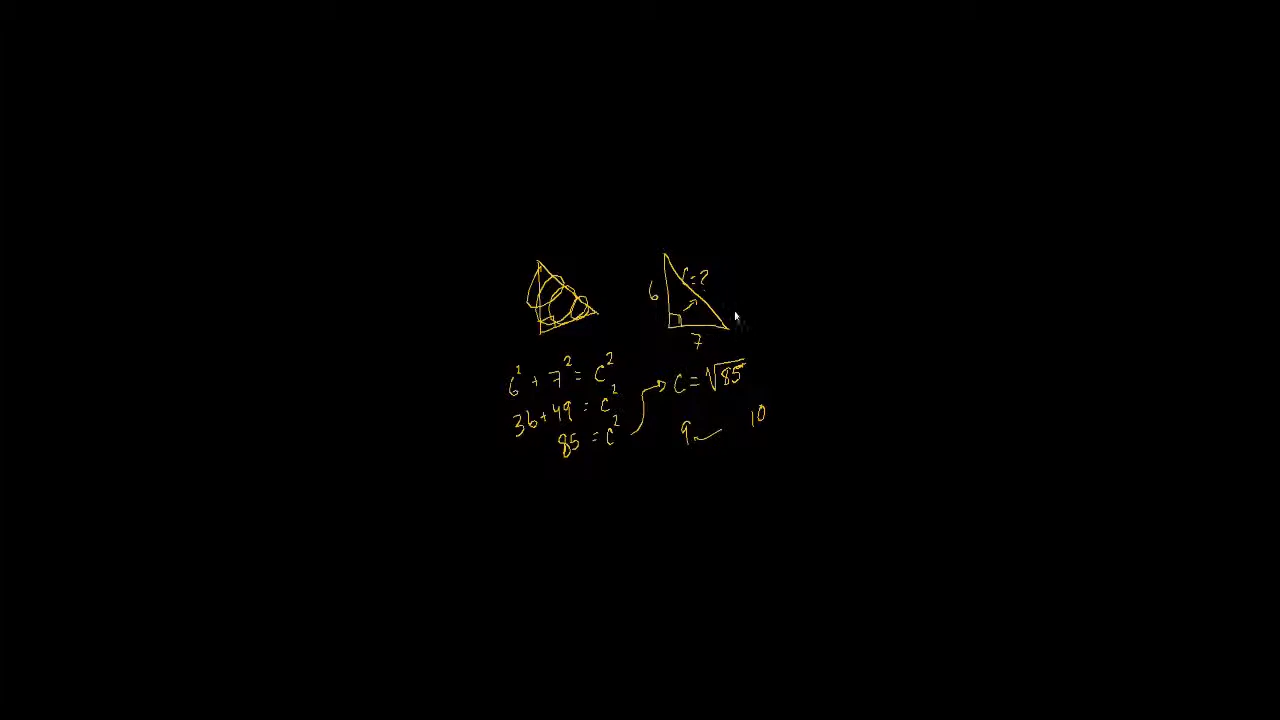 c=?
6
7
6² + 7² = c²
36+49 = c²
85 = c²
c = √85
9
10